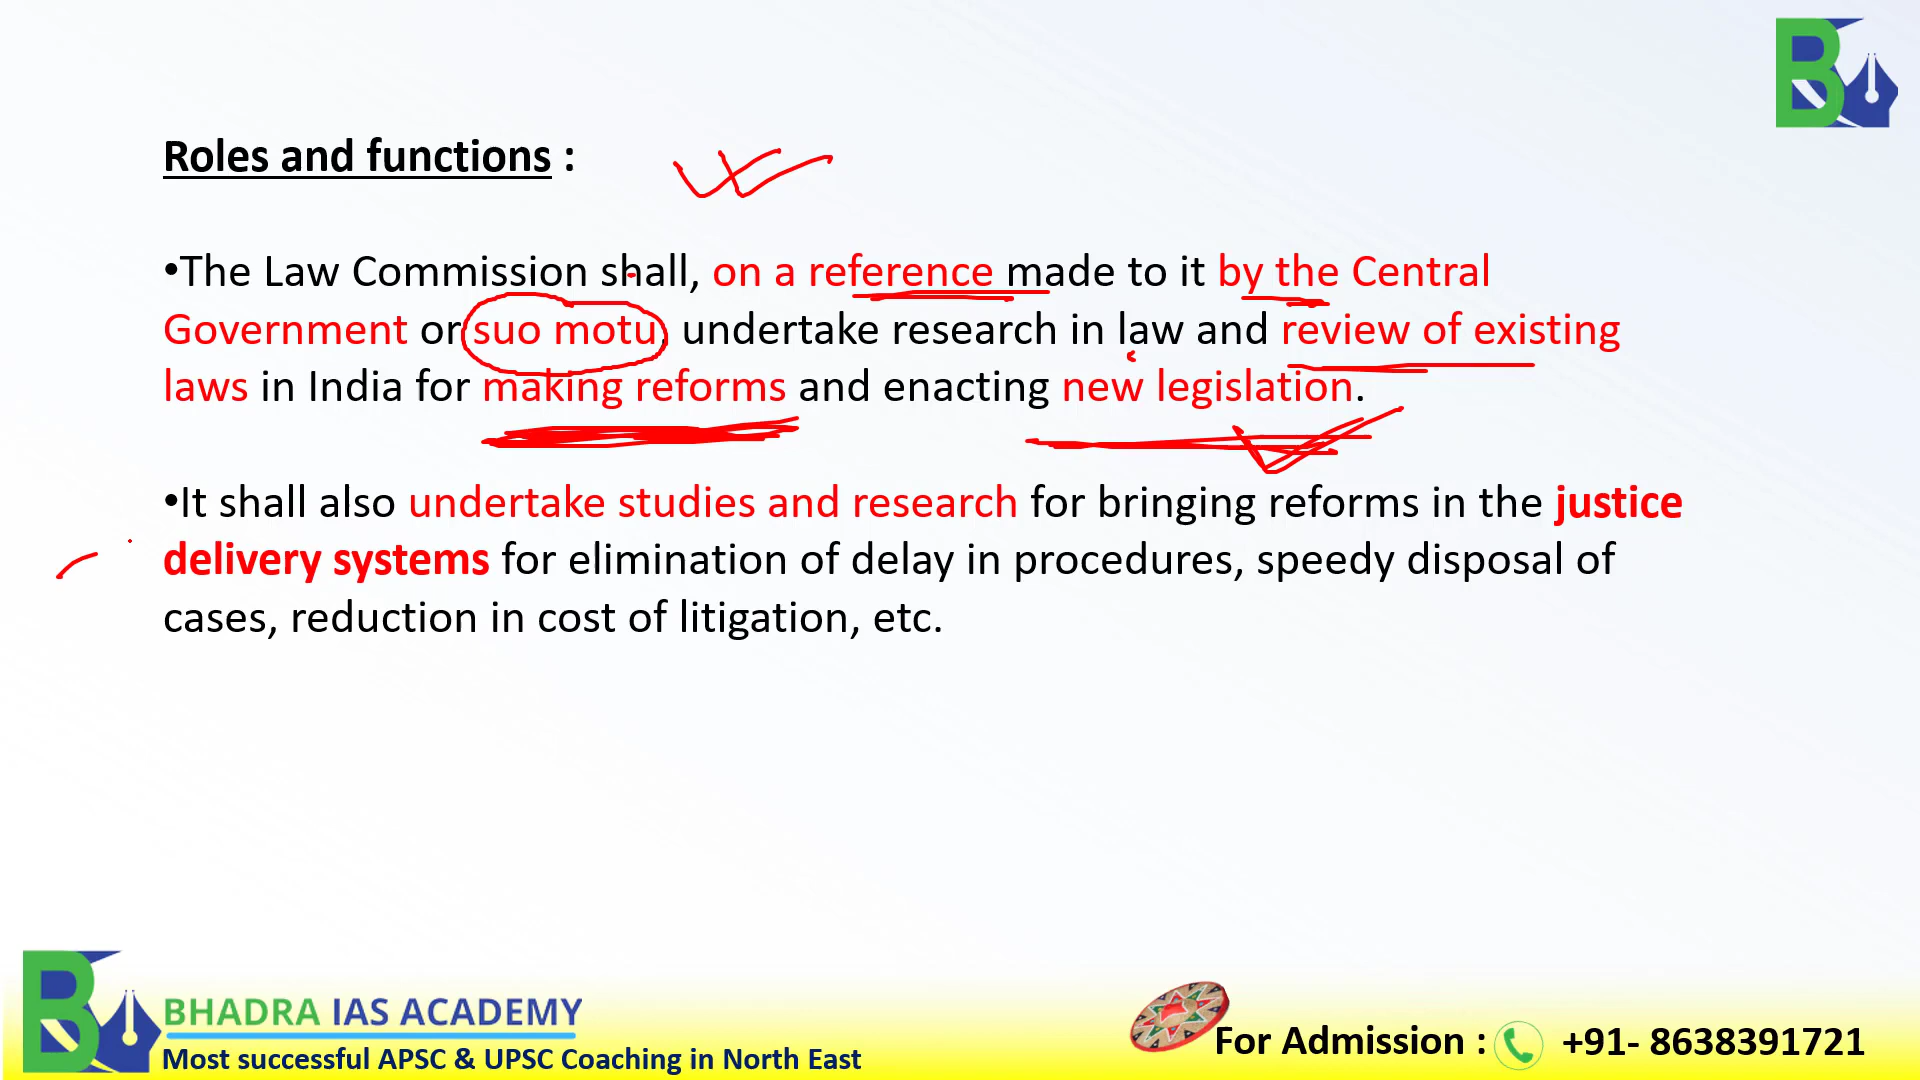 Roles and functions :
•The Law Commission shall, on a reference made to it by the Central
Government or suo motu, undertake research in law and review of existing
laws in India for making reforms and enacting new legislation.
•It shall also undertake studies and research for bringing reforms in the justice
delivery systems for elimination of delay in procedures, speedy disposal of
cases, reduction in cost of litigation, etc.
BHADRA IAS ACADEMY
Most successful APSC & UPSC Coaching in North East
For Admission : +91- 8638391721